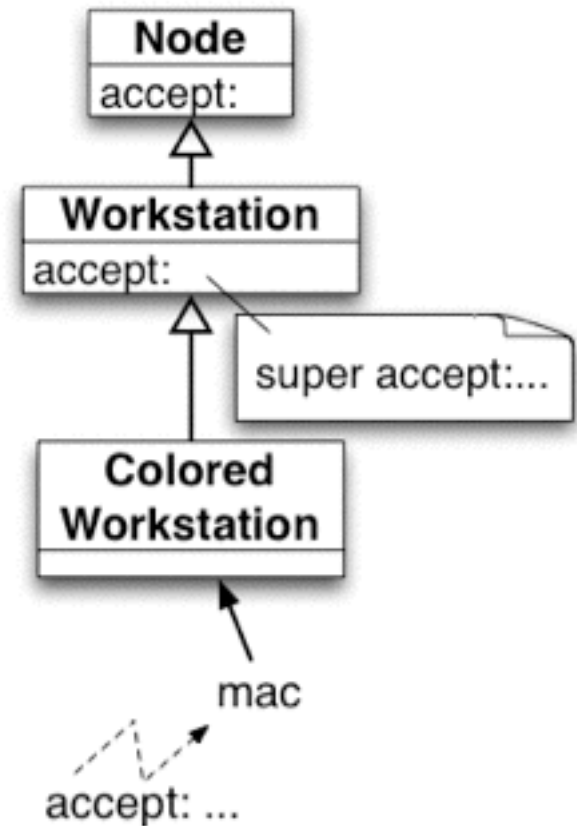 Node
accept:
Workstation
accept:
super accept:...
Colored
Workstation
mac
accept: ...